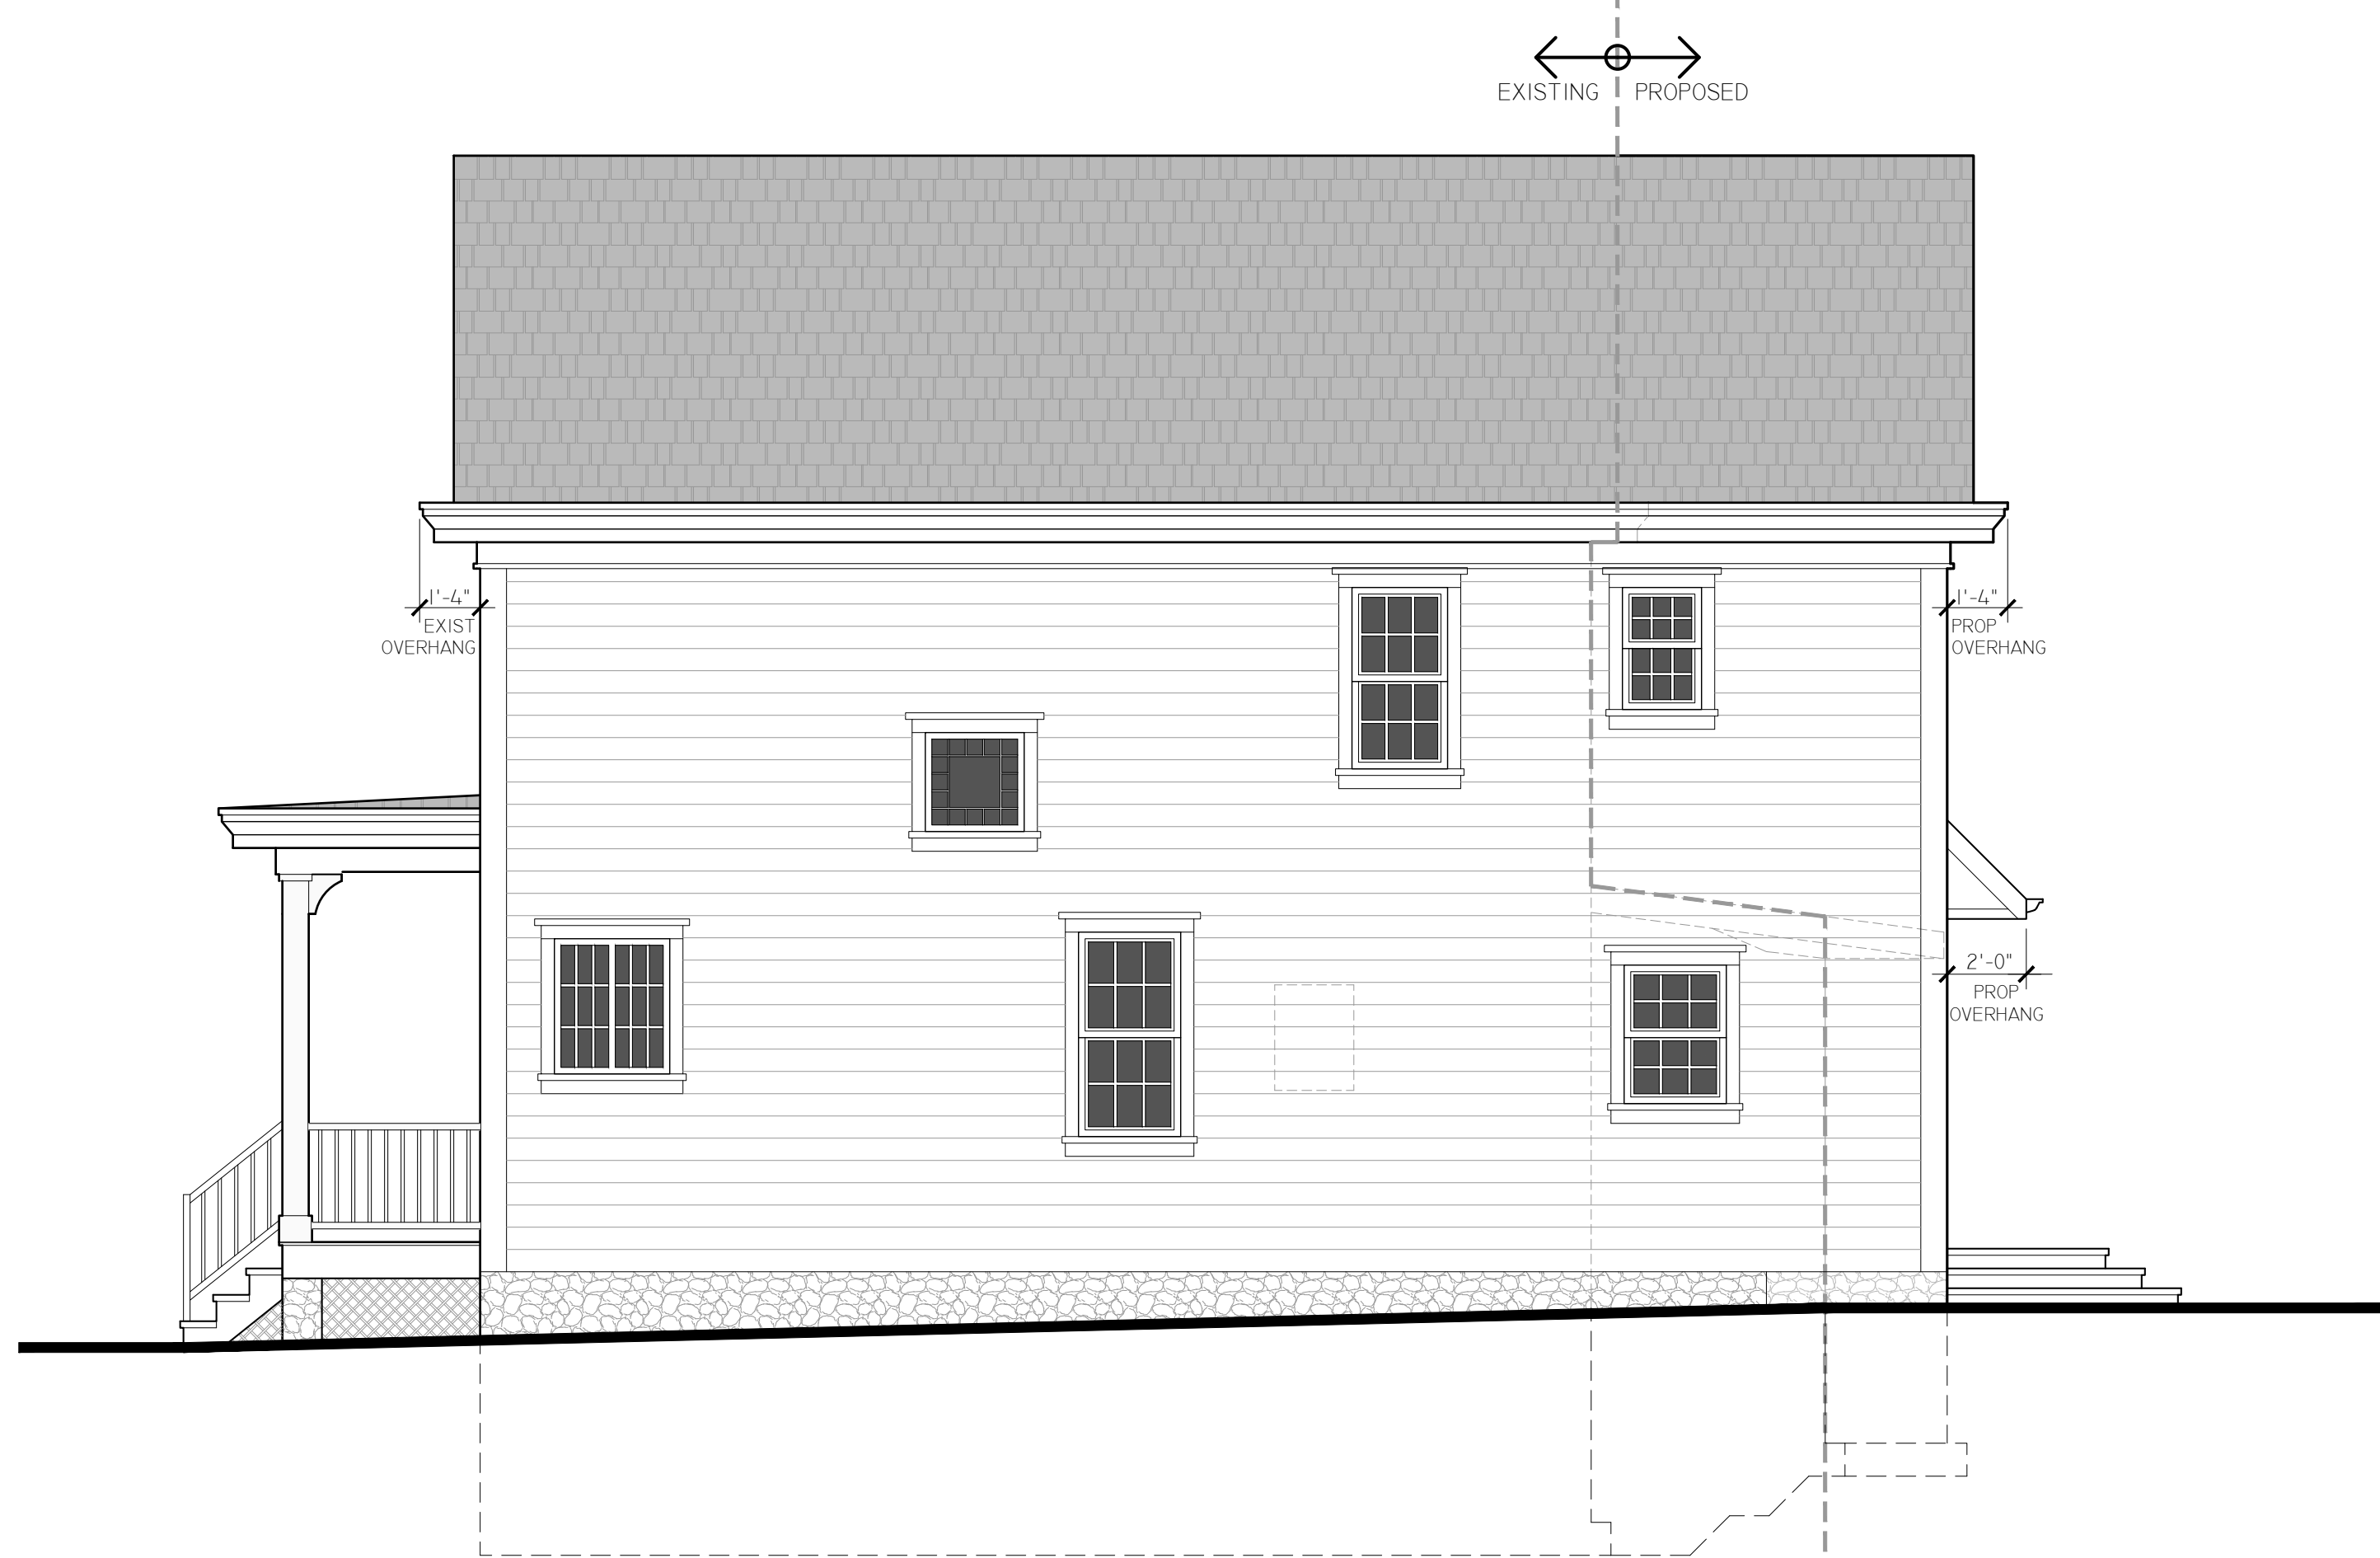 EXISTING PROPOSED
1'-4"
EXIST
OVERHANG
1'-4"
PROP
OVERHANG
2'-0"
PROP
OVERHANG